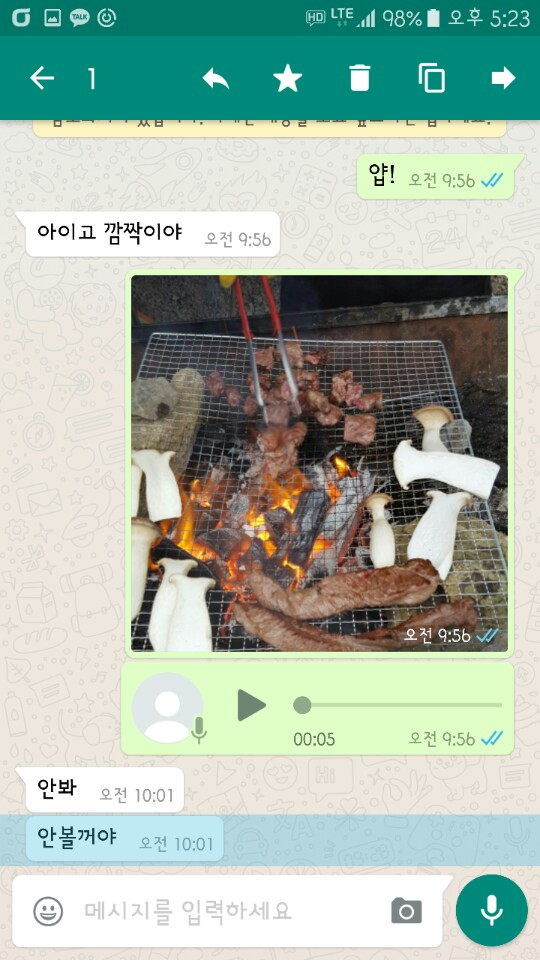 HD LTE 98% 오후 5:23
1
얍! 오전 9:56
아이고 깜짝이야 오전 9:56
오전 9:56
00:05 오전 9:56
안봐 오전 10:01
안볼꺼야 오전 10:01
메시지를 입력하세요